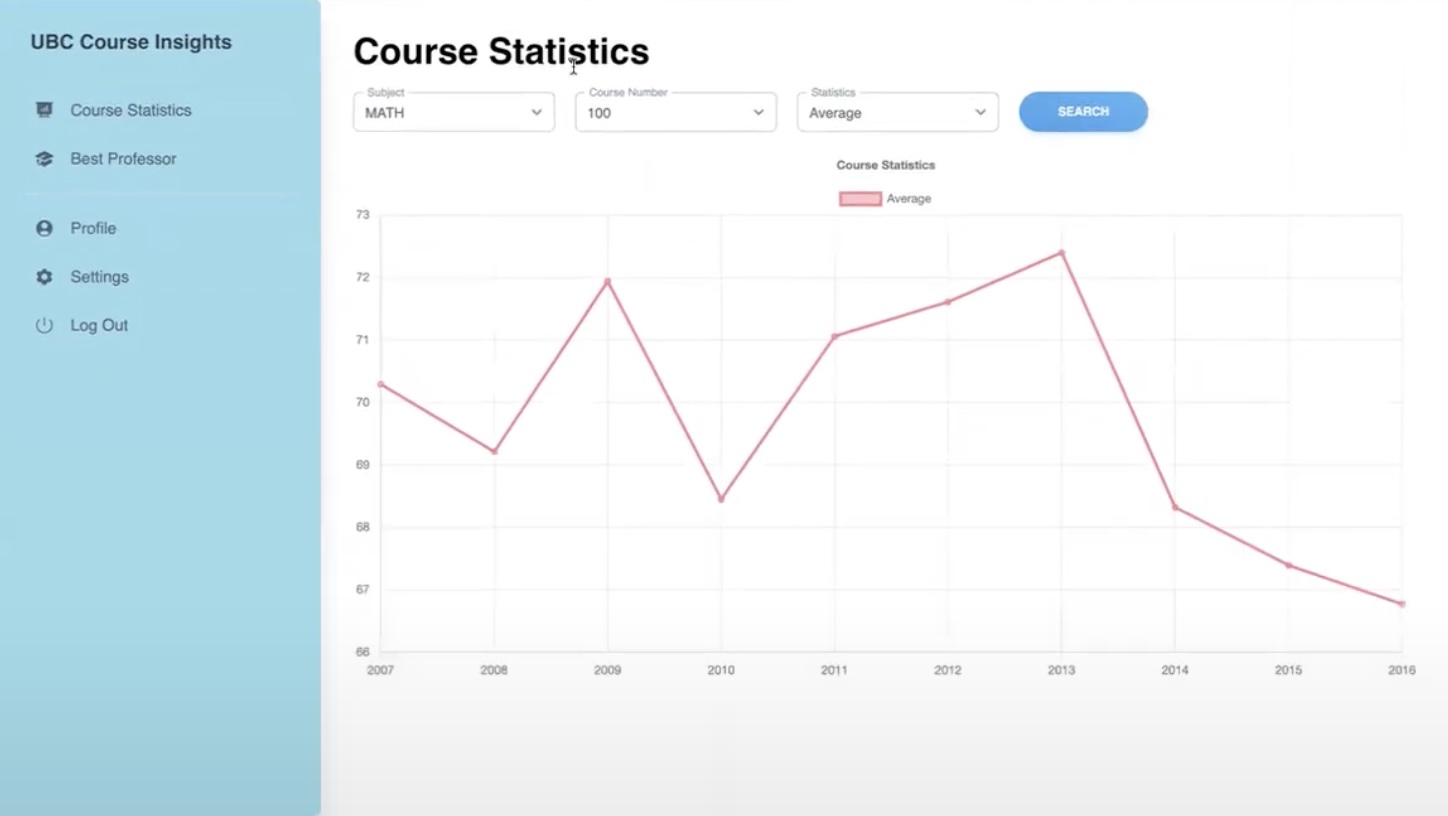 UBC Course Insights
Course Statistics
Best Professor
Profile
Settings
Log Out
Course Statistics
Subject
MATH
Course Number
100
Statistics
Average
SEARCH
Course Statistics
Average
73
72
71
70
69
68
67
66
2007 2008 2009 2010 2011 2012 2013 2014 2015 2016